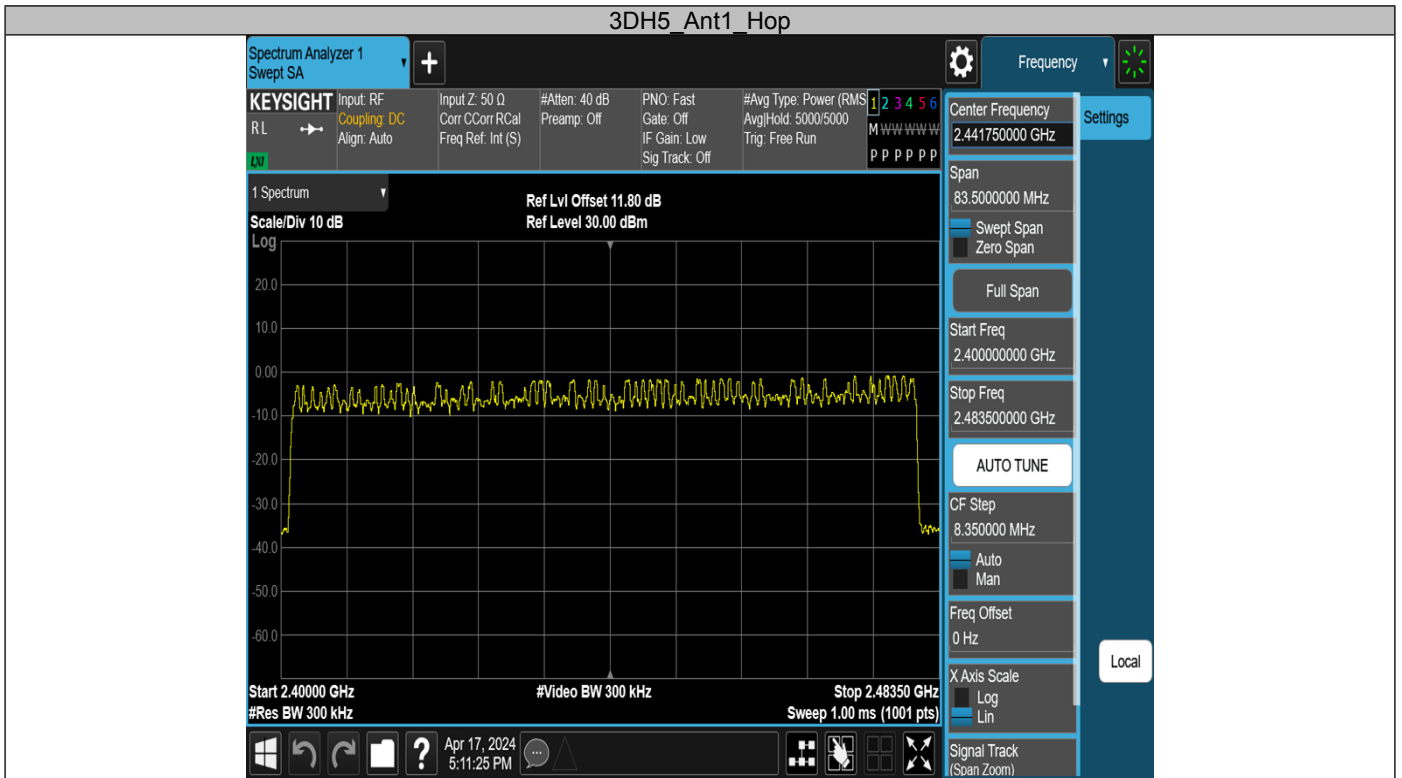 3DH5_Ant1_Hop
Spectrum Analyzer 1
Swept SA
+
Frequency
KEYSIGHT
RL
LXI
Input: RF
Coupling: DC
Align: Auto
Input Z: 50 Ω
Corr CCorr RCal
Freq Ref: Int (S)
#Atten: 40 dB
Preamp: Off
PNO: Fast
Gate: Off
IF Gain: Low
Sig Track: Off
#Avg Type: Power (RMS
Avg|Hold: 5000/5000
Trig: Free Run
1 2 3 4 5 6
M W W W W W
P P P P P P
Center Frequency
2.441750000 GHz
Settings
Span
83.5000000 MHz
Swept Span
Zero Span
Full Span
Start Freq
2.400000000 GHz
Stop Freq
2.483500000 GHz
AUTO TUNE
CF Step
8.350000 MHz
Auto
Man
Freq Offset
0 Hz
X Axis Scale
Log
Lin
Local
Signal Track
(Span Zoom)
1 Spectrum
Ref Lvl Offset 11.80 dB
Scale/Div 10 dB
Ref Level 30.00 dBm
Log
20.0
10.0
0.00
-10.0
-20.0
-30.0
-40.0
-50.0
-60.0
Start 2.40000 GHz
#Video BW 300 kHz
Stop 2.48350 GHz
#Res BW 300 kHz
Sweep 1.00 ms (1001 pts)
?
Apr 17, 2024
5:11:25 PM